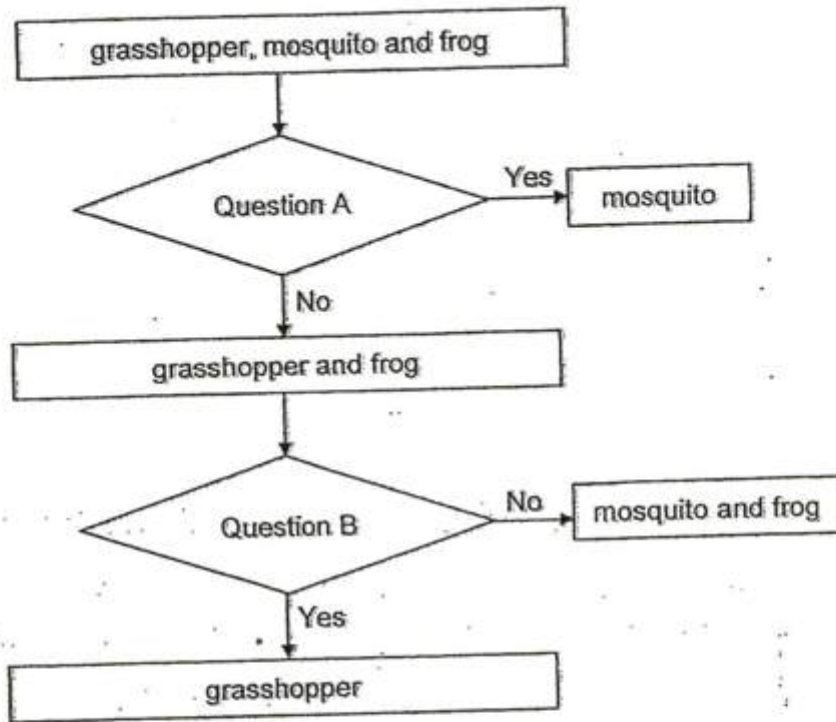 grasshopper, mosquito and frog
Question A
Yes
mosquito
No
grasshopper and frog
Question B
No
mosquito and frog
Yes
grasshopper